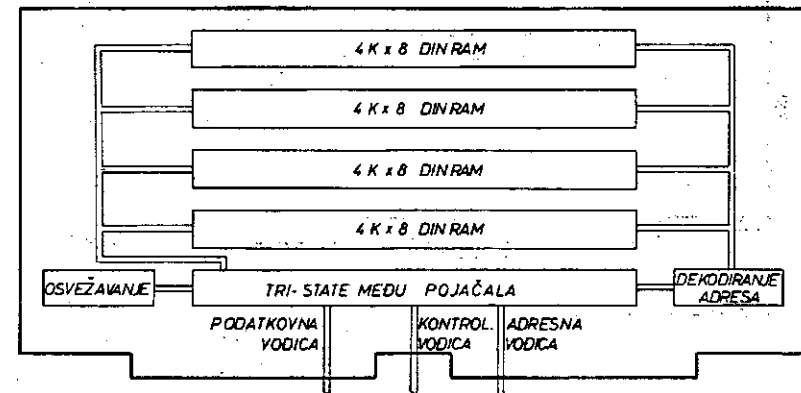 4 K x 8 DIN RAM
4 K x 8 DIN RAM
4 K x 8 DIN RAM
4 K x 8 DIN RAM
OSVEŽAVANJE
TRI-STATE MEĐU POJAČALA
DEKODIRANJE
ADRESA
PODATKOVNA
VODICA
KONTROL.
VODICA
ADRESNA
VODICA